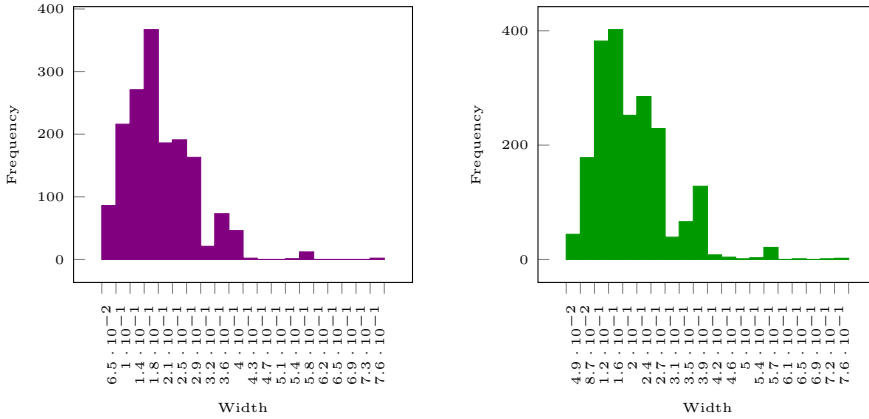 400
300
200
100
0
Frequency
6.5 · 10−2
1 · 10−1
1.4 · 10−1
1.8 · 10−1
2.1 · 10−1
2.5 · 10−1
2.9 · 10−1
3.2 · 10−1
3.6 · 10−1
4 · 10−1
4.3 · 10−1
4.7 · 10−1
5.1 · 10−1
5.4 · 10−1
5.8 · 10−1
6.2 · 10−1
6.5 · 10−1
6.9 · 10−1
7.3 · 10−1
7.6 · 10−1
Width
400
200
0
Frequency
4.9 · 10−2
8.7 · 10−2
1.2 · 10−1
1.6 · 10−1
2 · 10−1
2.4 · 10−1
2.7 · 10−1
3.1 · 10−1
3.5 · 10−1
3.9 · 10−1
4.2 · 10−1
4.6 · 10−1
5 · 10−1
5.4 · 10−1
5.7 · 10−1
6.1 · 10−1
6.5 · 10−1
6.9 · 10−1
7.2 · 10−1
7.6 · 10−1
Width